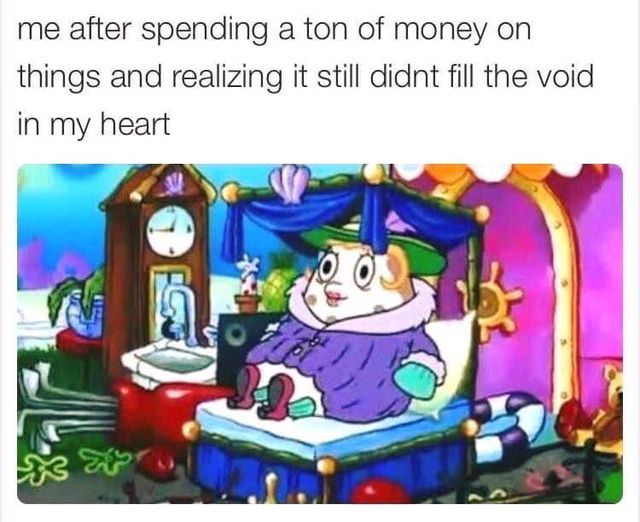 me after spending a ton of money on
things and realizing it still didnt fill the void
in my heart